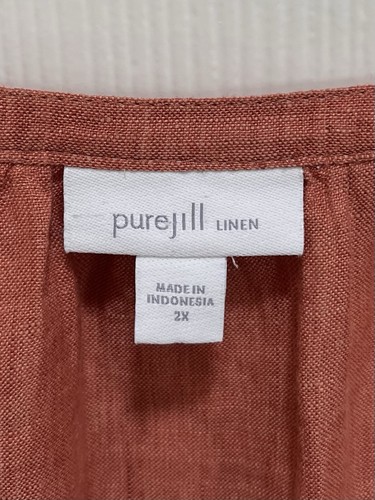 purejill LINEN
MADE IN
INDONESIA
2X